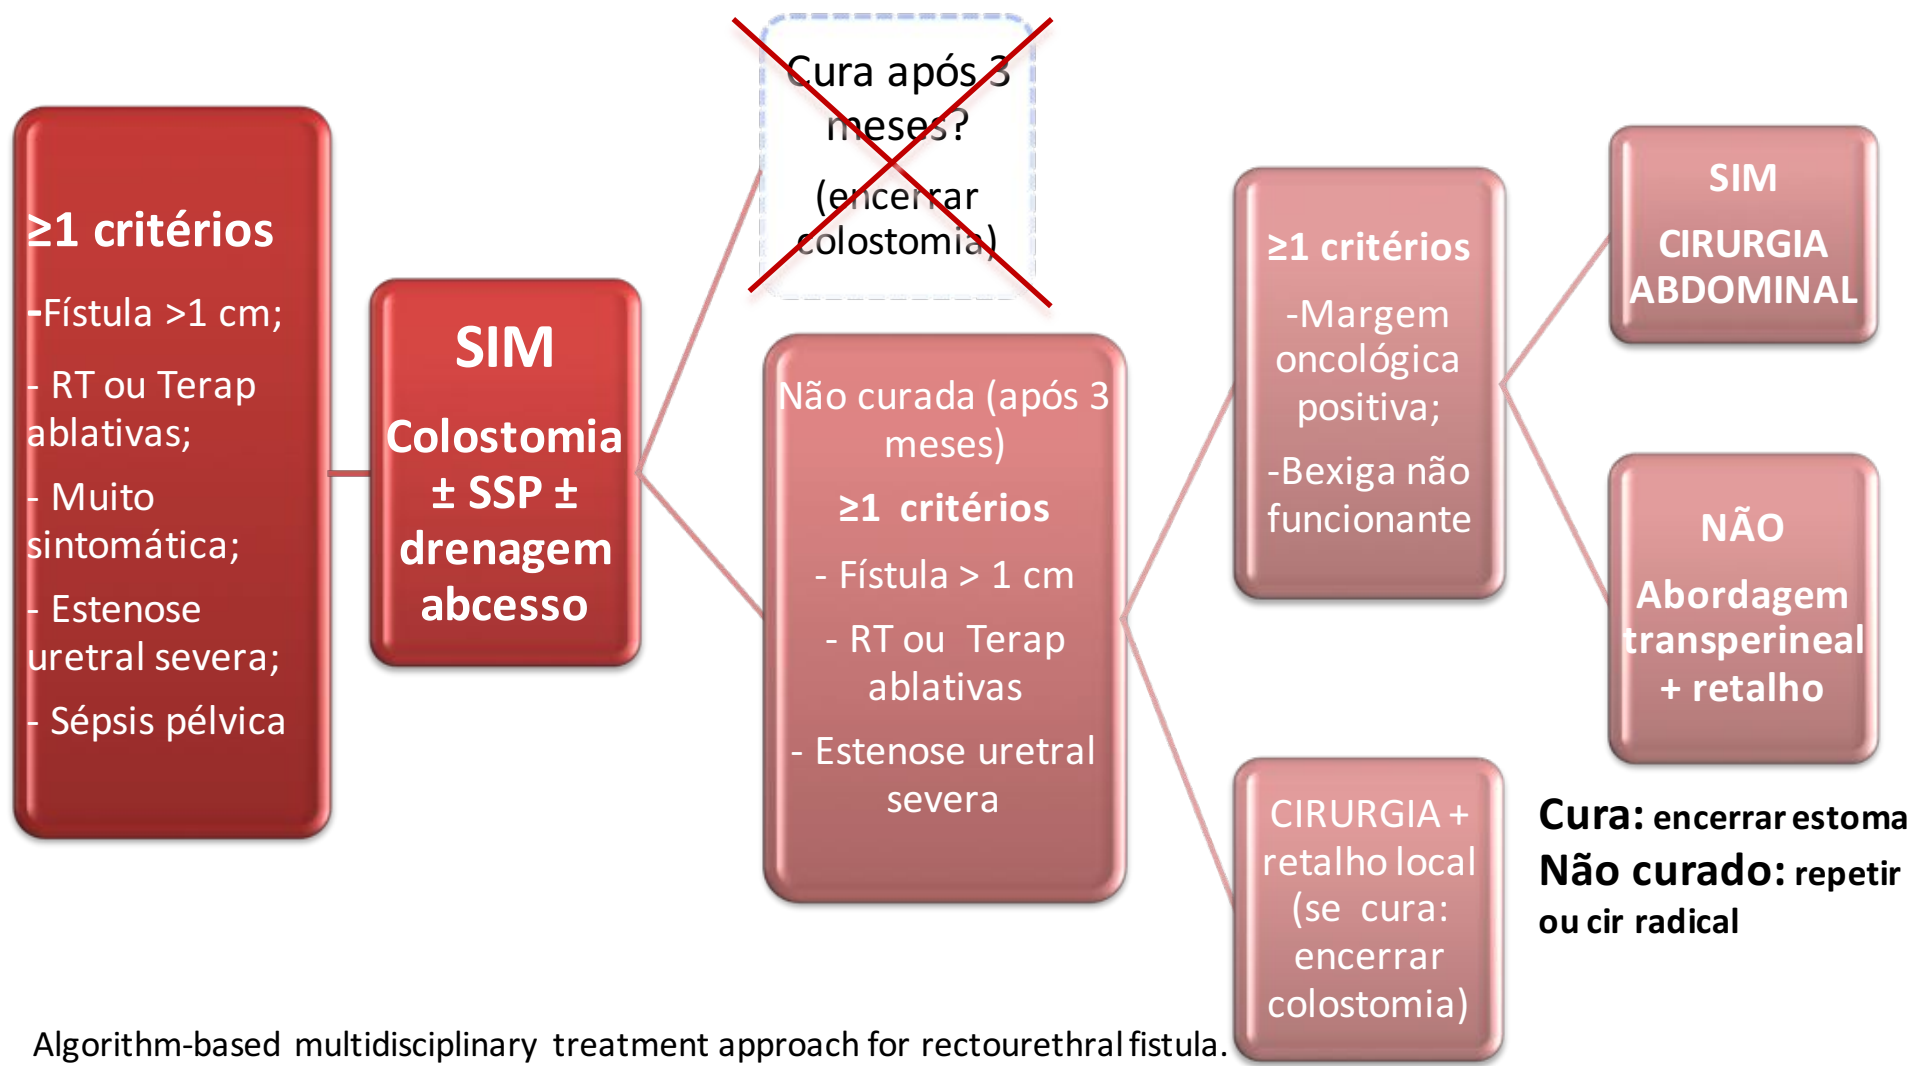 ≥1 critérios
-Fístula >1 cm;
- RT ou Terap
ablativas;
- Muito
sintomática;
- Estenose
uretral severa;
- Sépsis pélvica
SIM
Colostomia
± SSP ±
drenagem
abcesso
Cura após 3
meses?
(encerrar
colostomia)
Não curada (após 3
meses)
≥1 critérios
- Fístula > 1 cm
- RT ou Terap
ablativas
- Estenose uretral
severa
≥1 critérios
-Margem
oncológica
positiva;
-Bexiga não
funcionante
CIRURGIA +
retalho local
(se cura:
encerrar
colostomia)
SIM
CIRURGIA
ABDOMINAL
NÃO
Abordagem
transperineal
+ retalho
Cura: encerrar estoma
Não curado: repetir
ou cir radical
Algorithm-based multidisciplinary treatment approach for rectourethral fistula.